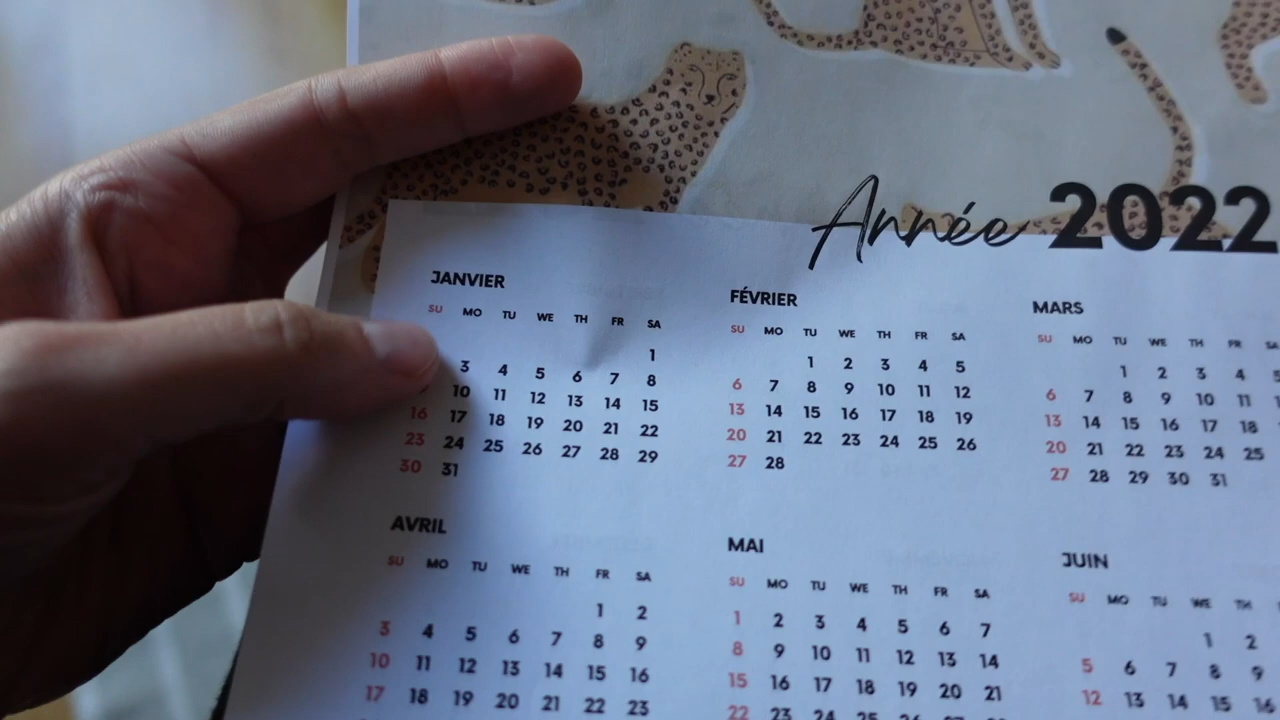 Année 2022
JANVIER
SU MO TU WE TH FR SA
1
3 4 5 6 7 8
10 11 12 13 14 15
16 17 18 19 20 21 22
23 24 25 26 27 28 29
30 31
FÉVRIER
SU MO TU WE TH FR SA
1 2 3 4 5
6 7 8 9 10 11 12
13 14 15 16 17 18 19
20 21 22 23 24 25 26
27 28
MARS
SU MO TU WE TH FR
1 2 3 4
6 7 8 9 10 11
13 14 15 16 17 18
20 21 22 23 24 25
27 28 29 30 31
AVRIL
SU MO TU WE TH FR SA
1 2
3 4 5 6 7 8 9
10 11 12 13 14 15 16
17 18 19 20 21 22 23
MAI
SU MO TU WE TH FR SA
1 2 3 4 5 6 7
8 9 10 11 12 13 14
15 16 17 18 19 20 21
22 23 24 25
JUIN
SU MO TU WE TH
1 2
5 6 7 8 9
12 13 14 15 16